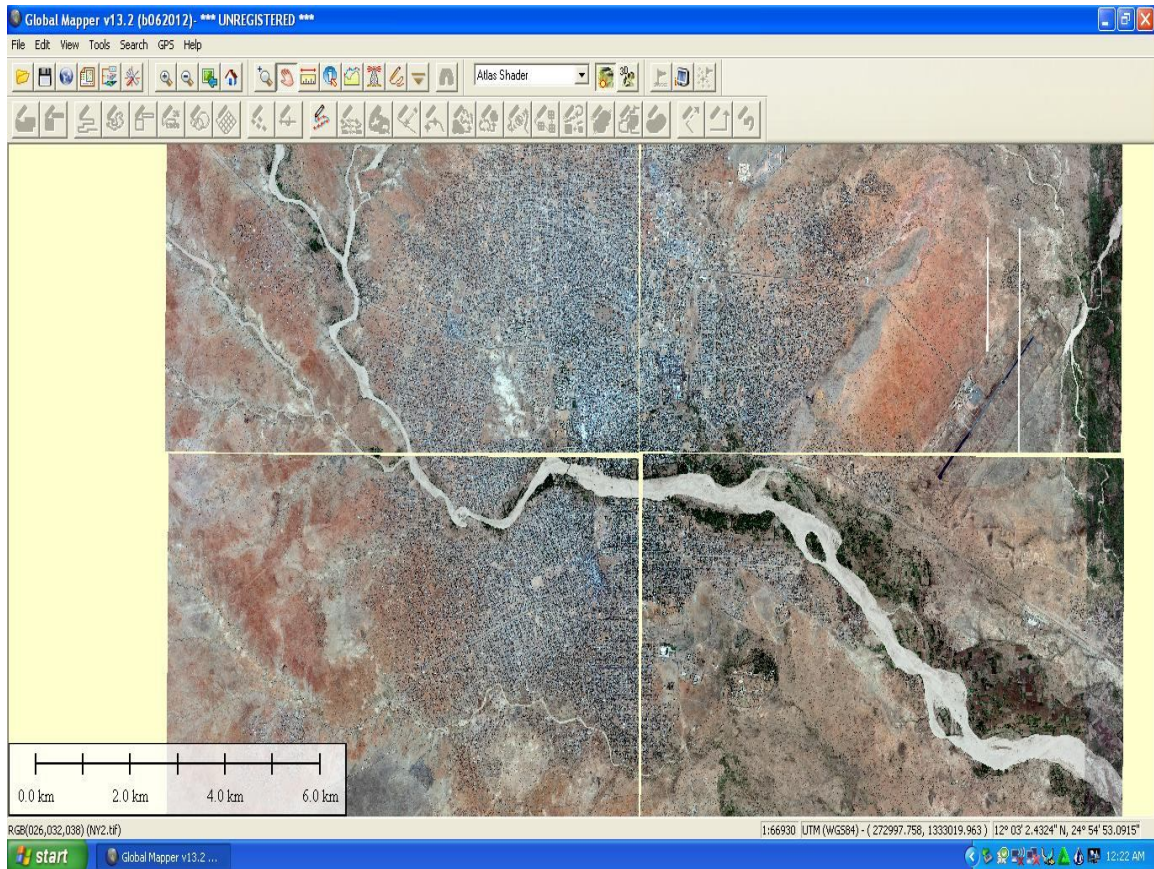 Global Mapper v13.2 (b062012)- *** UNREGISTERED ***
File Edit View Tools Search GPS Help
Atlas Shader
3D
0.0 km 2.0 km 4.0 km 6.0 km
RGB(026,032,038) (NY2.tif) 1:66930 UTM (WGS84) - ( 272997.758, 1333019.963 ) 12° 03' 2.4324" N, 24° 54' 53.0915"
start Global Mapper v13.2 ... 12:22 AM